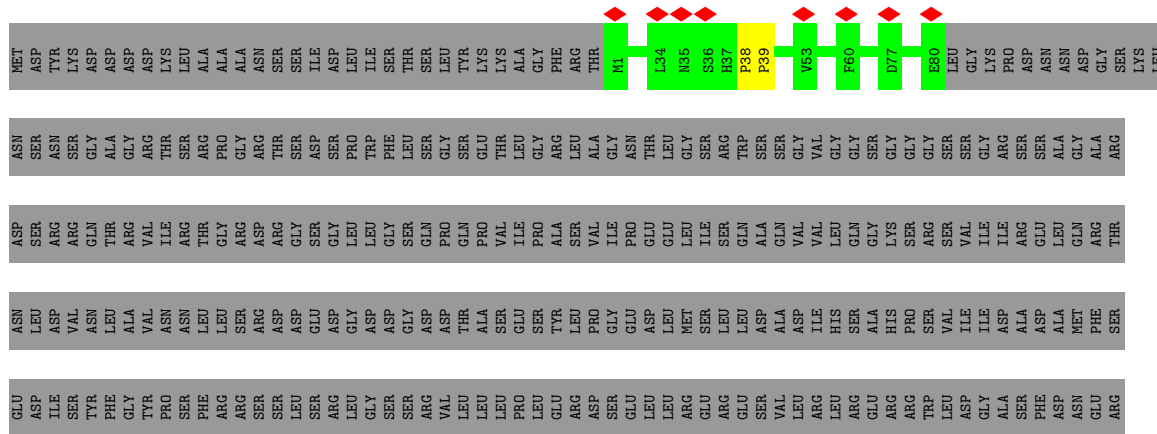 MET ASP TYR LYS ASP ASP ASP ASP LYS LEU ALA ALA ALA ASN SER SER ILE ASP LEU ILE SER THR SER LEU TYR LYS LYS ALA GLY PHE ARG THR M1 L34 N35 S36 H37 P38 P39 V53 F60 D77 E80 LEU GLY LYS PRO ASP ASN ASN ASN ASP GLY SER LYS LEU
ASN SER ASN SER GLY ALA GLY ARG THR SER ARG PRO GLY ARG THR SER ASP SER PRO TRP PHE LEU SER GLY SER GLU THR LEU GLY ARG LEU ALA GLY ASN THR LEU GLY SER ARG TRP SER SER GLY VAL GLY GLY SER GLY GLY GLY SER SER GLY ARG SER SER ALA GLY ALA ARG
ASP SER ARG ARG GLN THR ARG VAL ILE ARG THR GLY ARG ASP ARG GLY SER GLY LEU LEU GLY SER GLN PRO GLN PRO VAL ILE PRO ALA SER VAL ILE PRO GLU GLU LEU ILE SER GLN ALA GLN VAL VAL LEU GLN GLY LYS SER ARG SER VAL ILE ILE ARG GLU LEU GLN ARG THR
ASN LEU ASP VAL ASN LEU ALA VAL ASN ASN LEU LEU SER ARG ASP ASP GLU ASP GLY ASP ASP GLY ASP ASP THR ALA SER GLU SER TYR LEU PRO GLY GLU ASP LEU MET SER LEU LEU ASP ALA ASP ILE HIS SER ALA HIS PRO SER VAL ILE ILE ASP ALA ASP ALA MET PHE SER
GLU ASP ILE SER TYR PHE GLY TYR PRO SER PHE ARG ARG SER SER LEU SER ARG LEU GLY SER SER ARG VAL LEU LEU LEU PRO LEU GLU ARG ASP SER GLU LEU LEU ARG GLU ARG GLU SER VAL LEU ARG LEU ARG GLU ARG ARG TRP LEU ASP GLY ALA SER PHE ASP ASN GLU ARG